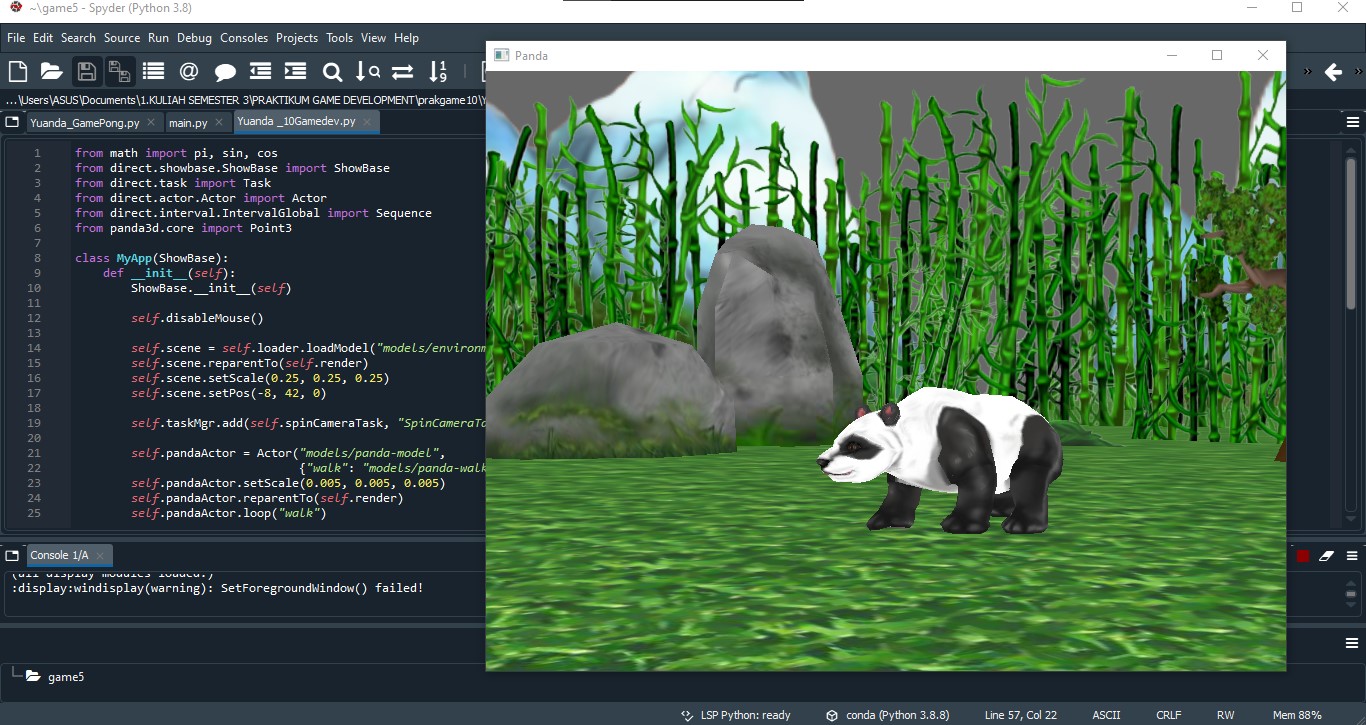 ~\game5 - Spyder (Python 3.8)
File Edit Search Source Run Debug Consoles Projects Tools View Help
...\Users\ASUS\Documents\1.KULIAH SEMESTER 3\PRAKTIKUM GAME DEVELOPMENT\prakgame10\Y
Yuanda_GamePong.py main.py Yuanda _10Gamedev.py
1 from math import pi, sin, cos
2 from direct.showbase.ShowBase import ShowBase
3 from direct.task import Task
4 from direct.actor.Actor import Actor
5 from direct.interval.IntervalGlobal import Sequence
6 from panda3d.core import Point3
7
8 class MyApp(ShowBase):
9 def __init__(self):
10 ShowBase.__init__(self)
11
12 self.disableMouse()
13
14 self.scene = self.loader.loadModel("models/environm
15 self.scene.reparentTo(self.render)
16 self.scene.setScale(0.25, 0.25, 0.25)
17 self.scene.setPos(-8, 42, 0)
18
19 self.taskMgr.add(self.spinCameraTask, "SpinCameraTa
20
21 self.pandaActor = Actor("models/panda-model",
22 {"walk": "models/panda-walk
23 self.pandaActor.setScale(0.005, 0.005, 0.005)
24 self.pandaActor.reparentTo(self.render)
25 self.pandaActor.loop("walk")
Panda
Console 1/A
(all display modules loaded.)
:display:windisplay(warning): SetForegroundWindow() failed!
game5
LSP Python: ready conda (Python 3.8.8) Line 57, Col 22 ASCII CRLF RW Mem 88%